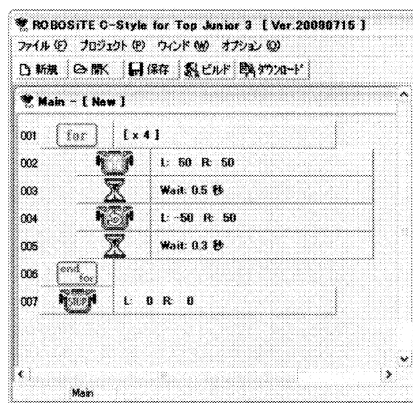 ROBOSiTE C-Style for Top Junior 3 [ Ver.20080715 ]
ファイル (F) プロジェクト (P) ウィンド (W) オプション (O)
新規 開く 保存 ビルド ダウンロード
Main - [ New ]
001 for [ x 4 ]
002 L: 50 R: 50
003 Wait: 0.5 秒
004 L: -50 R: 50
005 Wait: 0.3 秒
006 end for
007 STOP L: 0 R: 0
Main